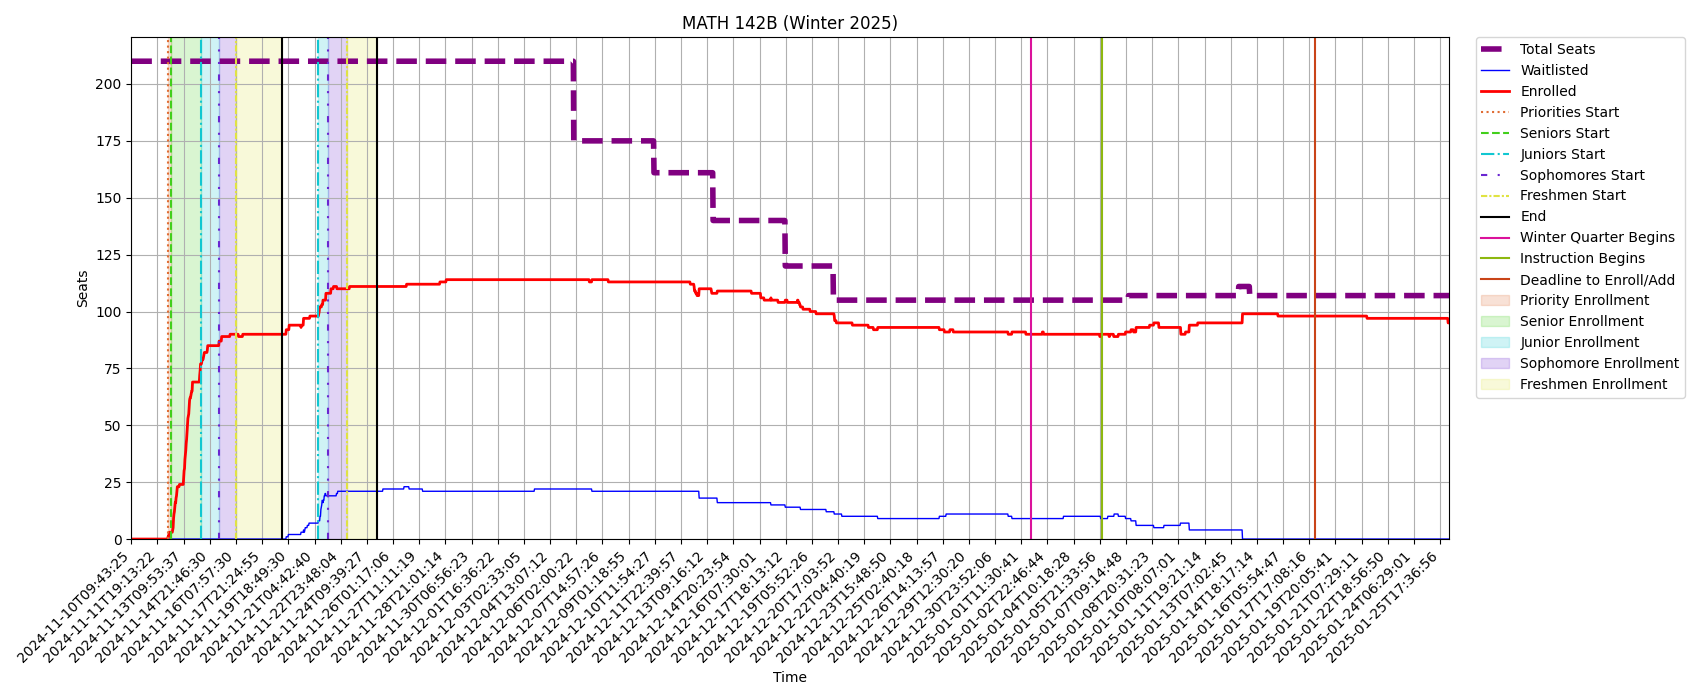 MATH 142B (Winter 2025)
200
175
150
125
100
75
50
25
0
Seats
2024-11-10T09:43:25
2024-11-11T19:13:22
2024-11-13T09:53:37
2024-11-14T21:46:30
2024-11-16T07:57:30
2024-11-17T21:24:55
2024-11-19T18:49:30
2024-11-21T04:42:40
2024-11-22T23:48:04
2024-11-24T09:39:27
2024-11-26T01:17:06
2024-11-27T11:11:19
2024-11-28T21:01:14
2024-11-30T06:56:23
2024-12-01T16:36:22
2024-12-03T02:33:05
2024-12-04T13:07:12
2024-12-06T02:00:22
2024-12-07T14:57:26
2024-12-09T01:18:55
2024-12-10T11:54:27
2024-12-11T22:39:57
2024-12-13T09:16:12
2024-12-14T20:23:54
2024-12-16T07:30:01
2024-12-17T18:13:12
2024-12-19T05:52:26
2024-12-20T17:03:52
2024-12-22T04:40:19
2024-12-23T15:48:50
2024-12-25T02:40:18
2024-12-26T14:13:57
2024-12-29T12:30:20
2024-12-30T23:52:06
2025-01-01T11:30:41
2025-01-02T22:46:44
2025-01-04T10:18:28
2025-01-05T21:33:56
2025-01-07T09:14:48
2025-01-08T20:31:23
2025-01-10T08:07:01
2025-01-11T19:21:14
2025-01-13T07:02:45
2025-01-14T18:17:14
2025-01-16T05:54:47
2025-01-17T17:08:16
2025-01-19T20:05:41
2025-01-21T07:29:11
2025-01-22T18:56:50
2025-01-24T06:29:01
2025-01-25T17:36:56
Time
Total Seats
Waitlisted
Enrolled
Priorities Start
Seniors Start
Juniors Start
Sophomores Start
Freshmen Start
End
Winter Quarter Begins
Instruction Begins
Deadline to Enroll/Add
Priority Enrollment
Senior Enrollment
Junior Enrollment
Sophomore Enrollment
Freshmen Enrollment